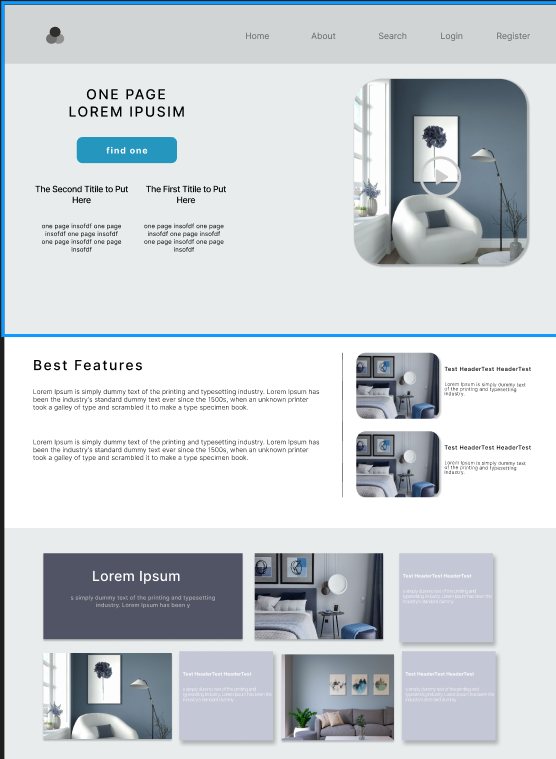 Home About Search Login Register
ONE PAGE
LOREM IPUSIM
find one
The Second Titile to Put
Here
one page insofdf one page
insofdf one page insofdf
one page insofdf one page
insofdf
The First Titile to Put
Here
one page insofdf one page
insofdf one page insofdf
one page insofdf one page
insofdf
Best Features
Lorem Ipsum is simply dummy text of the printing and typesetting industry. Lorem Ipsum has
been the industry's standard dummy text ever since the 1500s, when an unknown printer
took a galley of type and scrambled it to make a type specimen book.
Lorem Ipsum is simply dummy text of the printing and typesetting industry. Lorem Ipsum has
been the industry's standard dummy text ever since the 1500s, when an unknown printer
took a galley of type and scrambled it to make a type specimen book.
Test HeaderTest HeaderTest
Lorem Ipsum is simply dummy text
of the printing and typesetting
industry.
Test HeaderTest HeaderTest
Lorem Ipsum is simply dummy text
of the printing and typesetting
industry.
Lorem Ipsum
s simply dummy text of the printing and typesetting
industry. Lorem Ipsum has been y
Test HeaderTest HeaderTest
Test HeaderTest HeaderTest
Test HeaderTest HeaderTest